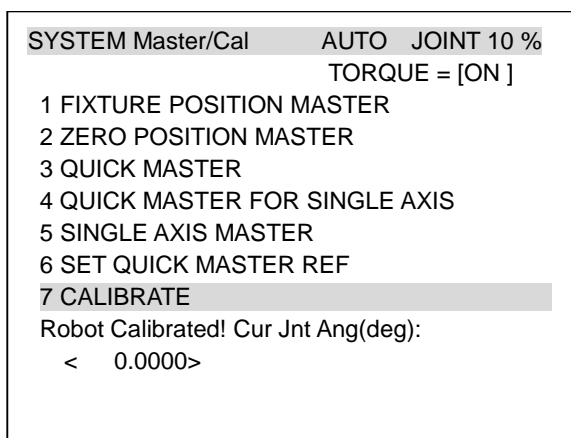 SYSTEM Master/Cal AUTO JOINT 10 %
TORQUE = [ON ]
1 FIXTURE POSITION MASTER
2 ZERO POSITION MASTER
3 QUICK MASTER
4 QUICK MASTER FOR SINGLE AXIS
5 SINGLE AXIS MASTER
6 SET QUICK MASTER REF
7 CALIBRATE
Robot Calibrated! Cur Jnt Ang(deg):
< 0.0000>